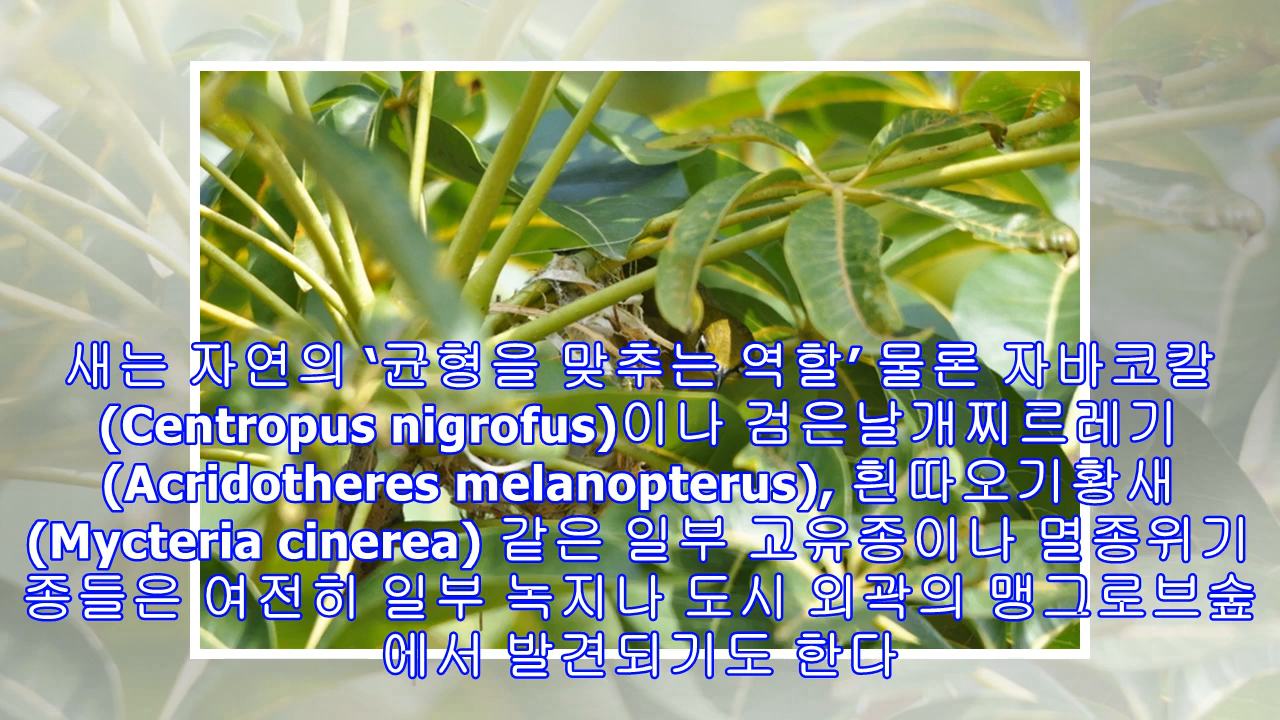 새는 자연의 ‘균형을 맞추는 역할’ 물론 자바코칼
(Centropus nigrofus)이나 검은날개찌르레기
(Acridotheres melanopterus), 흰따오기황새
(Mycteria cinerea) 같은 일부 고유종이나 멸종위기
종들은 여전히 일부 녹지나 도시 외곽의 맹그로브숲
에서 발견되기도 한다